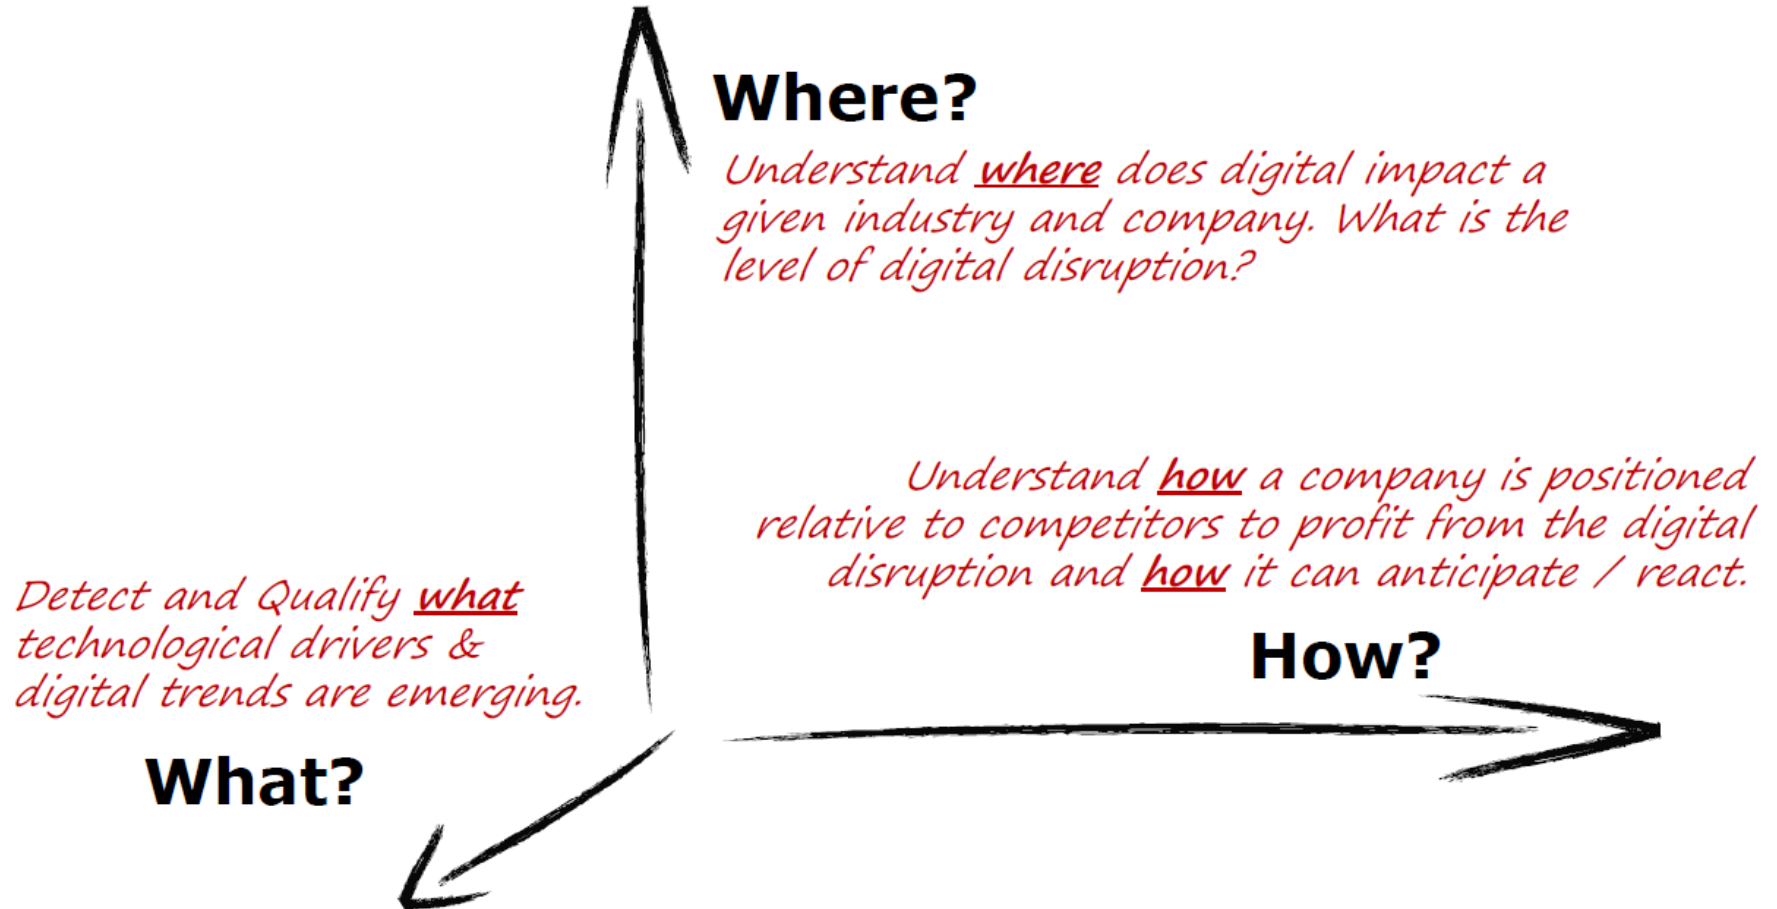 Where?
Understand where does digital impact a
given industry and company. What is the
level of digital disruption?
Understand how a company is positioned
relative to competitors to profit from the digital
disruption and how it can anticipate / react.
How?
Detect and Qualify what
technological drivers &
digital trends are emerging.
What?